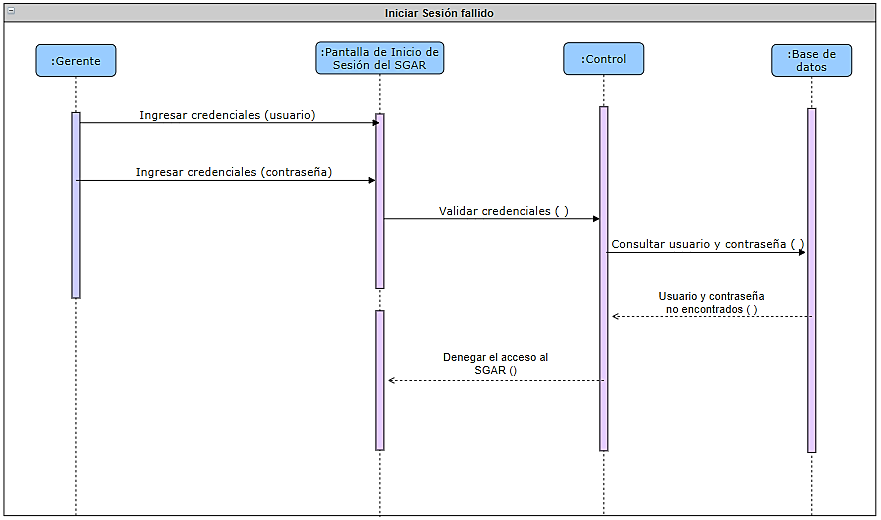 Iniciar Sesión fallido
:Gerente
:Pantalla de Inicio de
Sesión del SGAR
:Control
:Base de
datos
Ingresar credenciales (usuario)
Ingresar credenciales (contraseña)
Validar credenciales ( )
Consultar usuario y contraseña ( )
Usuario y contraseña
no encontrados ( )
Denegar el acceso al
SGAR ()